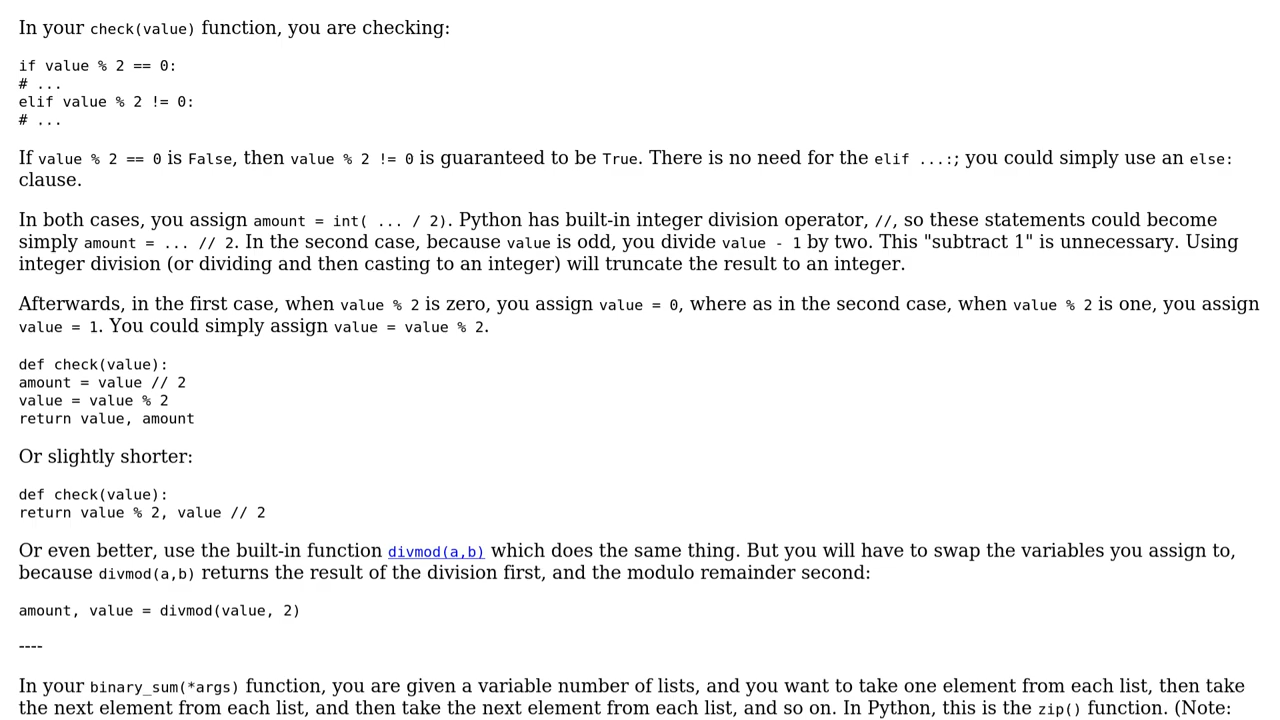 In your check(value) function, you are checking:
if value % 2 == 0:
# ...
elif value % 2 != 0:
# ...
If value % 2 == 0 is False, then value % 2 != 0 is guaranteed to be True. There is no need for the elif ...:; you could simply use an else:
clause.
In both cases, you assign amount = int( ... / 2). Python has built-in integer division operator, //, so these statements could become
simply amount = ... // 2. In the second case, because value is odd, you divide value - 1 by two. This "subtract 1" is unnecessary. Using
integer division (or dividing and then casting to an integer) will truncate the result to an integer.
Afterwards, in the first case, when value % 2 is zero, you assign value = 0, where as in the second case, when value % 2 is one, you assign
value = 1. You could simply assign value = value % 2.
def check(value):
amount = value // 2
value = value % 2
return value, amount
Or slightly shorter:
def check(value):
return value % 2, value // 2
Or even better, use the built-in function divmod(a,b) which does the same thing. But you will have to swap the variables you assign to,
because divmod(a,b) returns the result of the division first, and the modulo remainder second:
amount, value = divmod(value, 2)
----
In your binary_sum(*args) function, you are given a variable number of lists, and you want to take one element from each list, then take
the next element from each list, and then take the next element from each list, and so on. In Python, this is the zip() function. (Note: